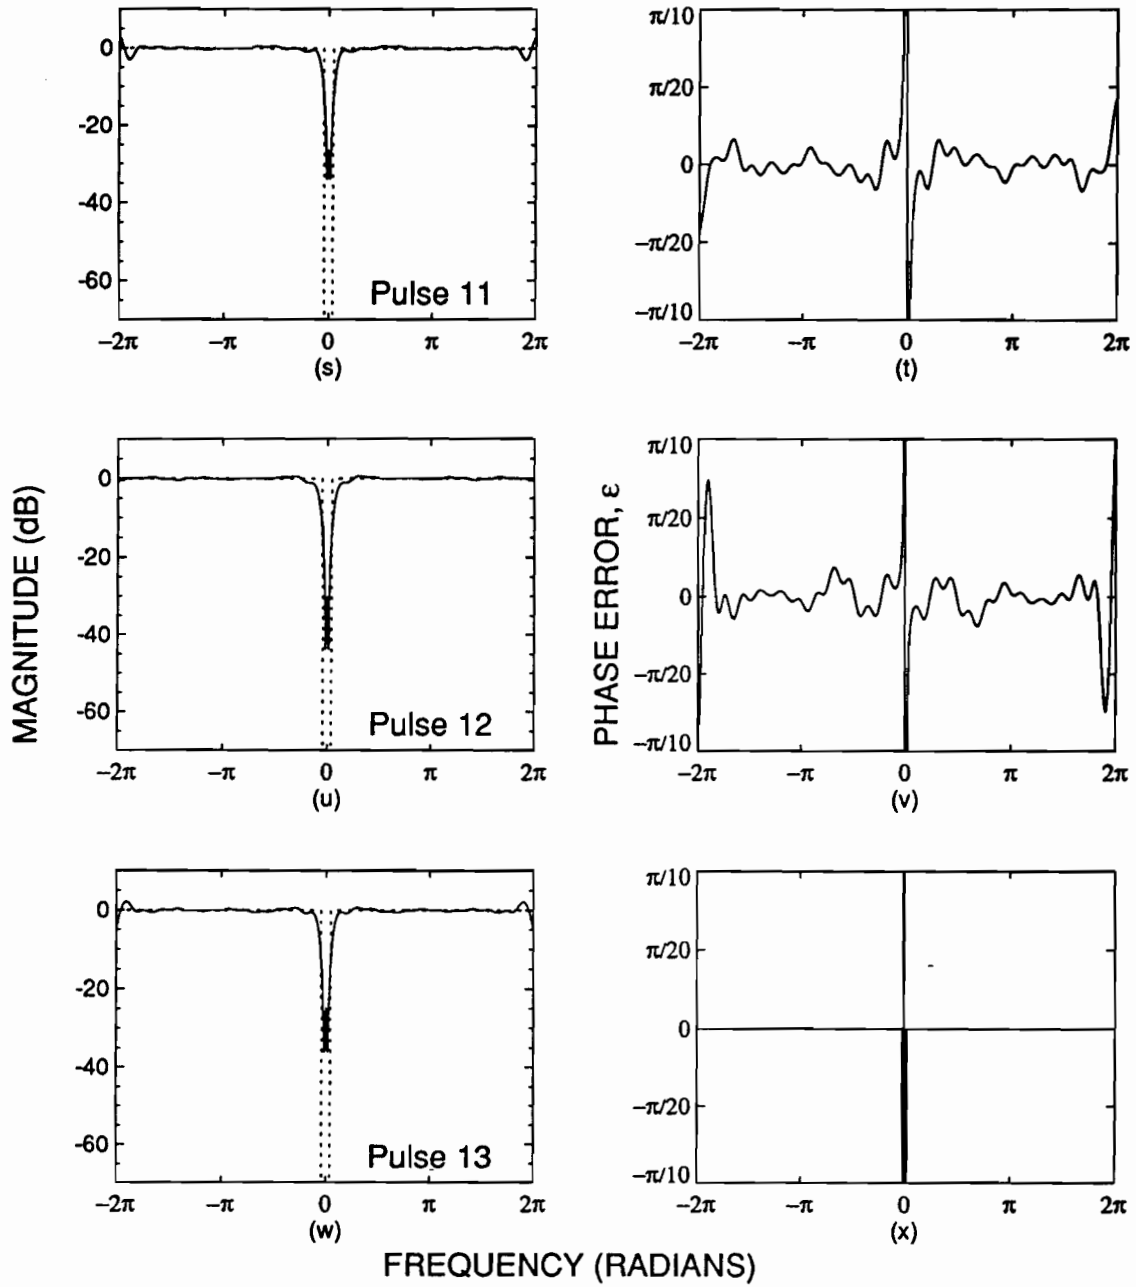 0
-20
-40
-60
Pulse 11
−2π −π 0 π 2π
(s)
π/10
π/20
0
−π/20
−π/10
−2π −π 0 π 2π
(t)
MAGNITUDE (dB)
0
-20
-40
-60
Pulse 12
−2π −π 0 π 2π
(u)
PHASE ERROR, ε
π/10
π/20
0
−π/20
−π/10
−2π −π 0 π 2π
(v)
0
-20
-40
-60
Pulse 13
−2π −π 0 π 2π
(w)
π/10
π/20
0
−π/20
−π/10
−2π −π 0 π 2π
(x)
FREQUENCY (RADIANS)